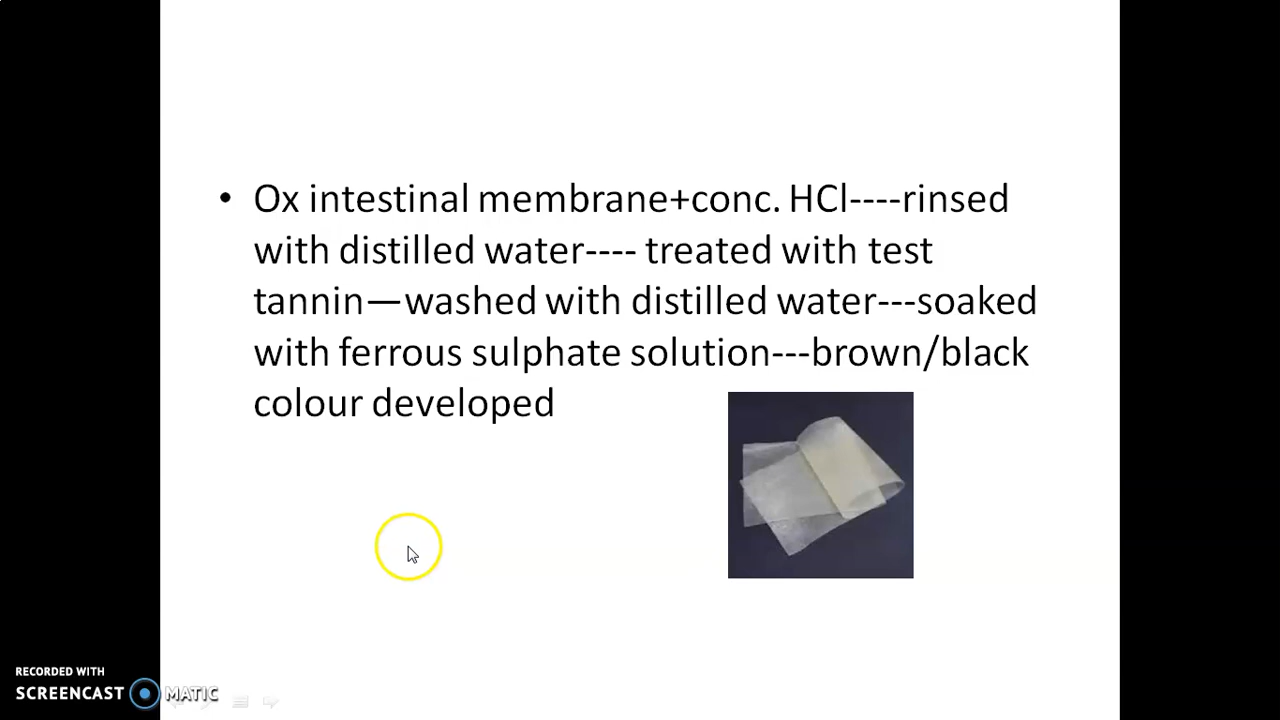 • Ox intestinal membrane+conc. HCl----rinsed
with distilled water---- treated with test
tannin—washed with distilled water---soaked
with ferrous sulphate solution---brown/black
colour developed
RECORDED WITH
SCREENCAST MATIC